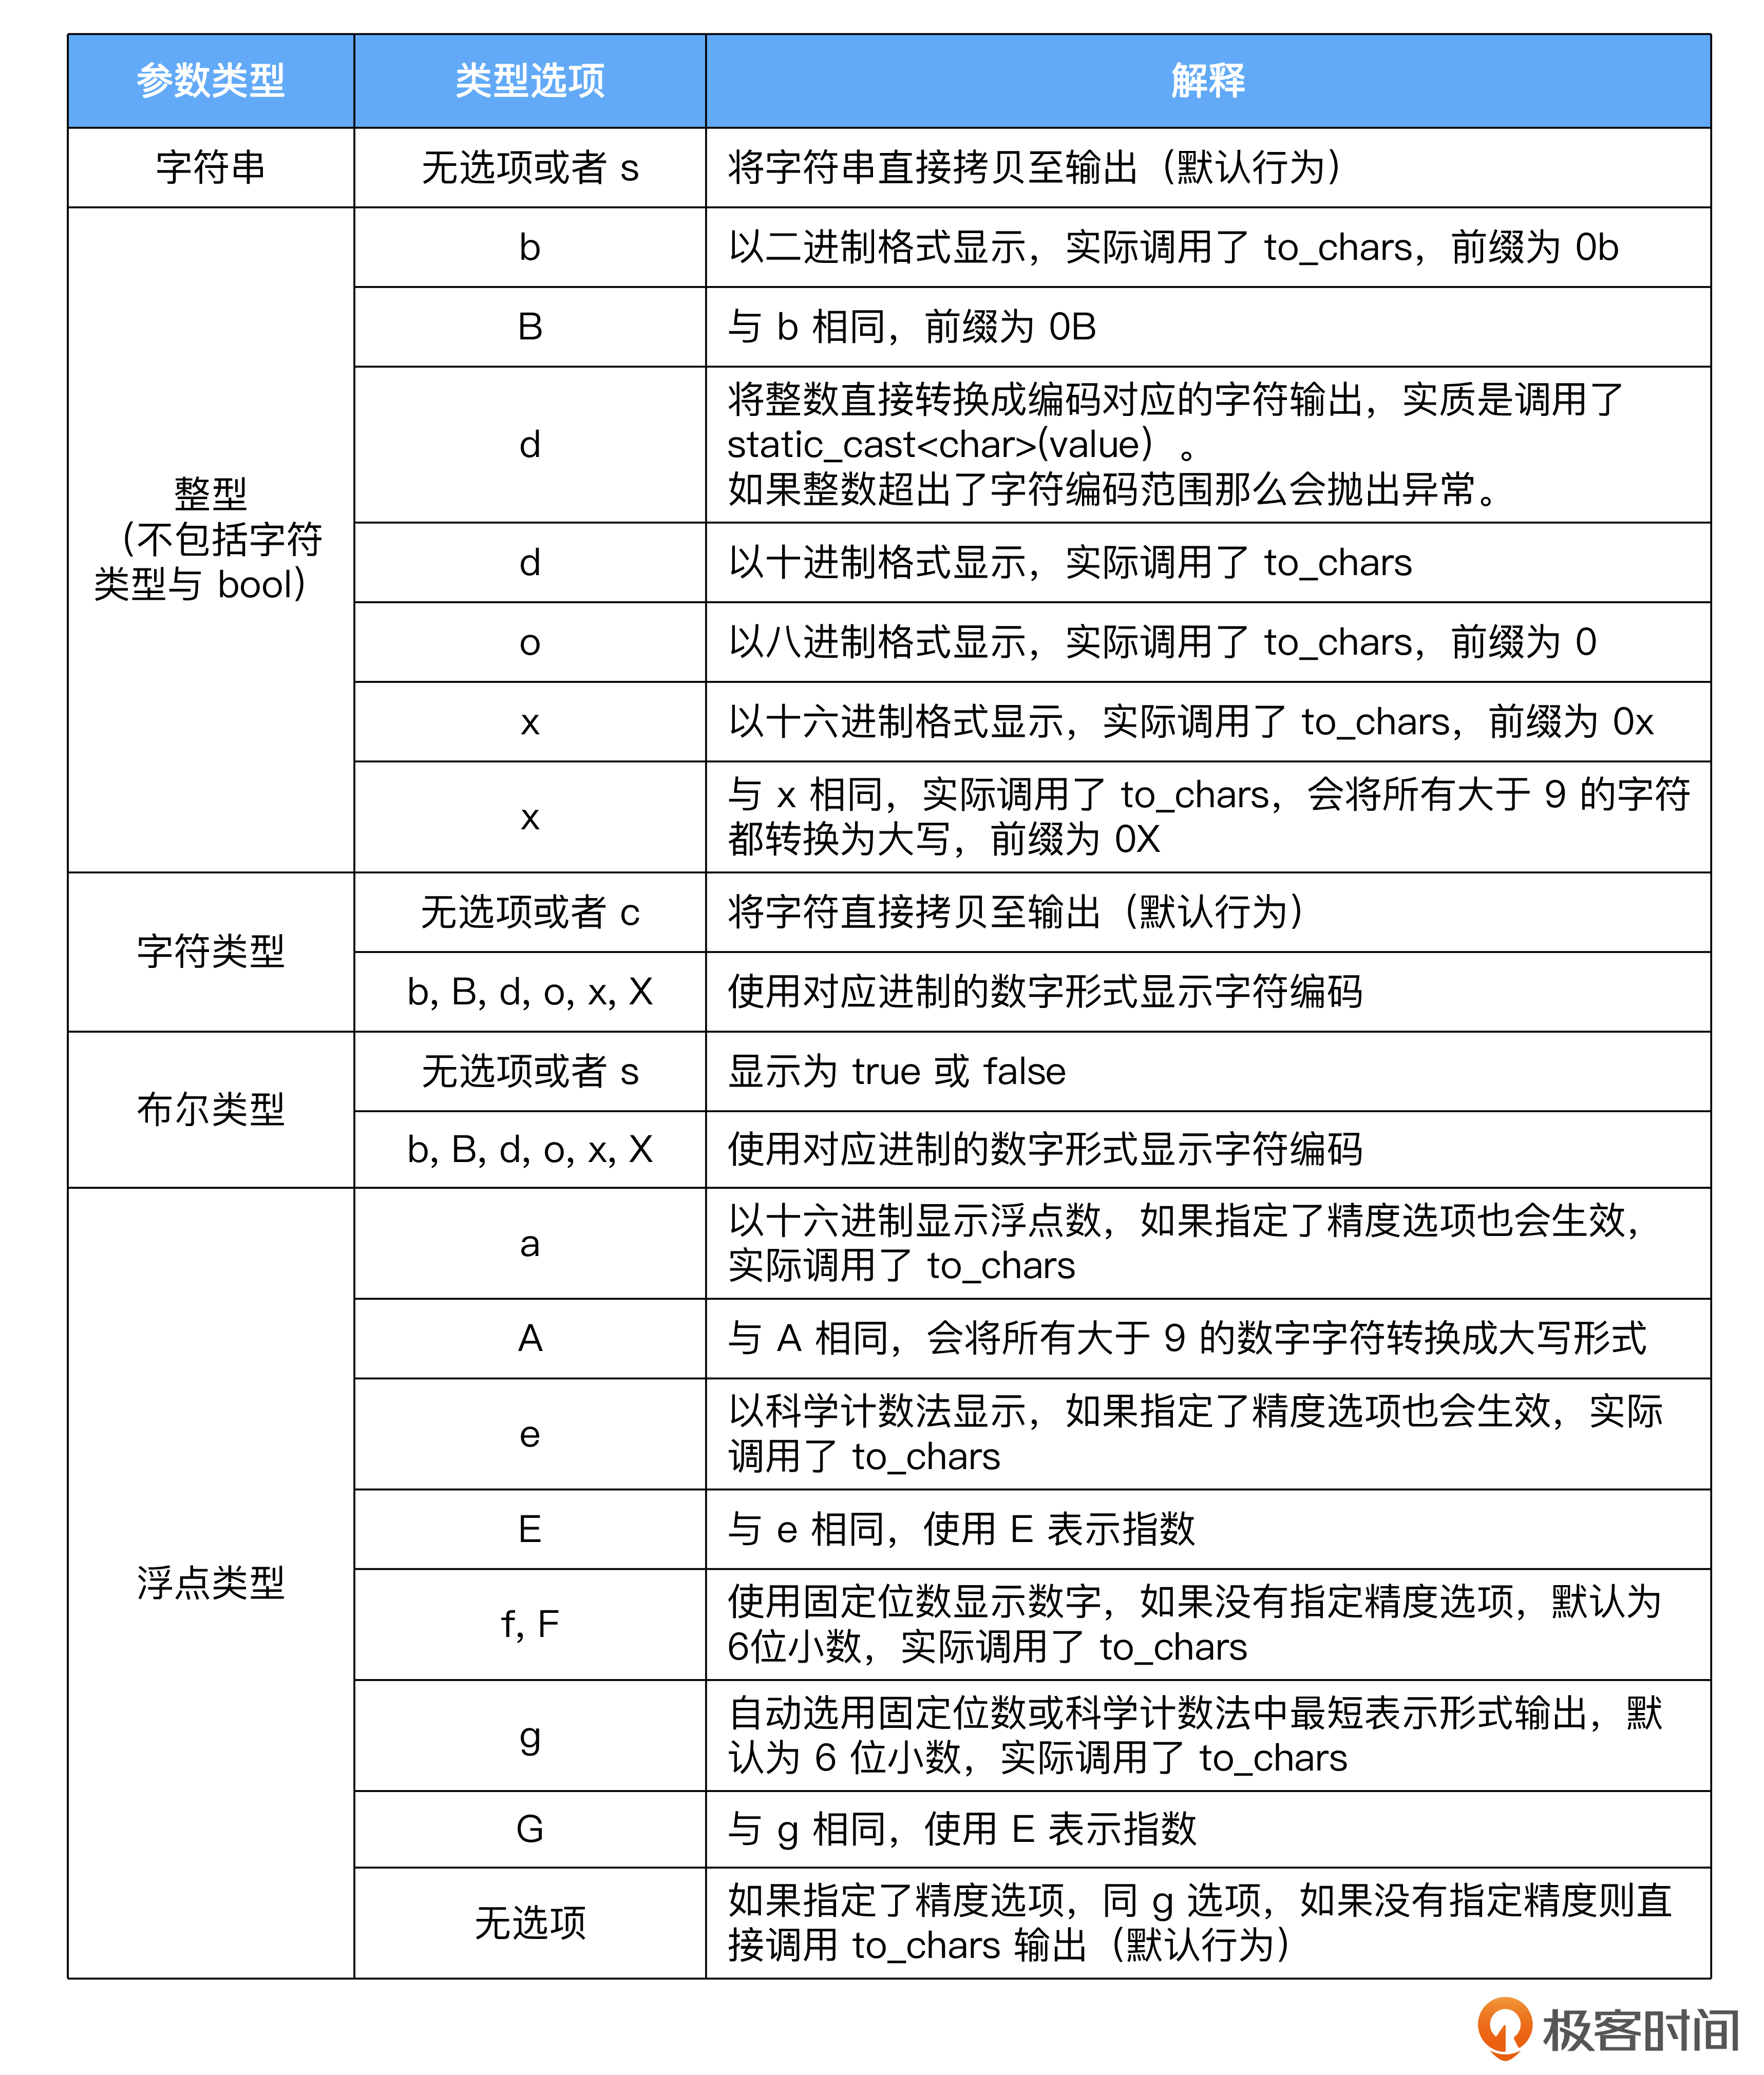 参数类型 类型选项 解释
字符串 无选项或者 s 将字符串直接拷贝至输出（默认行为）
整型
（不包括字符
类型与 bool）
b 以二进制格式显示，实际调用了 to_chars，前缀为 0b
B 与 b 相同，前缀为 0B
d 将整数直接转换成编码对应的字符输出，实质是调用了
static_cast<char>(value）。
如果整数超出了字符编码范围那么会抛出异常。
d 以十进制格式显示，实际调用了 to_chars
o 以八进制格式显示，实际调用了 to_chars，前缀为 0
x 以十六进制格式显示，实际调用了 to_chars，前缀为 0x
x 与 x 相同，实际调用了 to_chars，会将所有大于 9 的字符
都转换为大写，前缀为 0X
字符类型
无选项或者 c 将字符直接拷贝至输出（默认行为）
b, B, d, o, x, X 使用对应进制的数字形式显示字符编码
布尔类型
无选项或者 s 显示为 true 或 false
b, B, d, o, x, X 使用对应进制的数字形式显示字符编码
浮点类型
a 以十六进制显示浮点数，如果指定了精度选项也会生效，
实际调用了 to_chars
A 与 A 相同，会将所有大于 9 的数字字符转换成大写形式
e 以科学计数法显示，如果指定了精度选项也会生效，实际
调用了 to_chars
E 与 e 相同，使用 E 表示指数
f, F 使用固定位数显示数字，如果没有指定精度选项，默认为
6位小数，实际调用了 to_chars
g 自动选用固定位数或科学计数法中最短表示形式输出，默
认为 6 位小数，实际调用了 to_chars
G 与 g 相同，使用 E 表示指数
无选项 如果指定了精度选项，同 g 选项，如果没有指定精度则直
接调用 to_chars 输出（默认行为）
极客时间